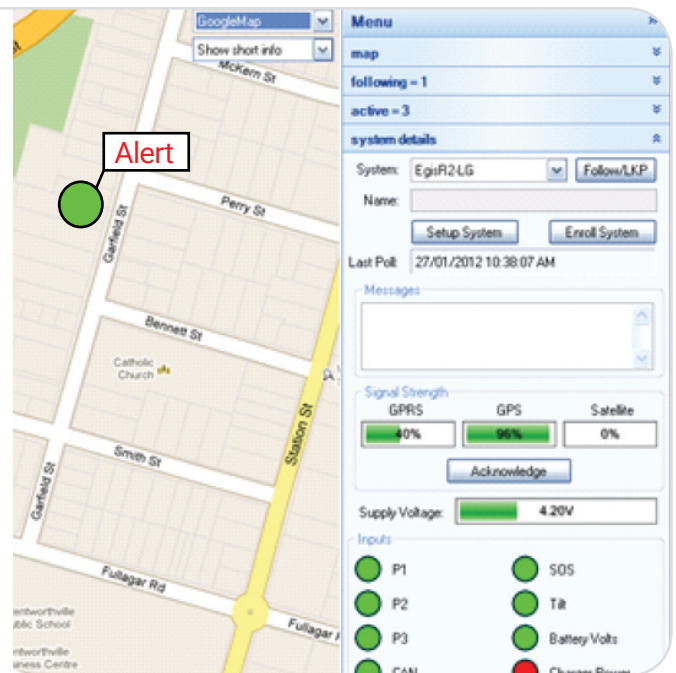 GoogleMap
Show short info
McKern St
Alert
Perry St
Garfield St
Bennett St
Catholic
Church
Station St
Smith St
Garfield St
Fullagar Rd
Fullagar
entworthville
ublic School
ntworthville
siness Centre
Menu
map
following = 1
active = 3
system details
System: EgisR2-LG Follow/LKP
Name:
Setup System Enroll System
Last Poll: 27/01/2012 10:38:07 AM
Messages
Signal Strength
GPRS GPS Satellite
40% 96% 0%
Acknowledge
Supply Voltage: 4.20V
Inputs
P1 SOS
P2 Tilt
P3 Battery Volts
CAN Charger Power